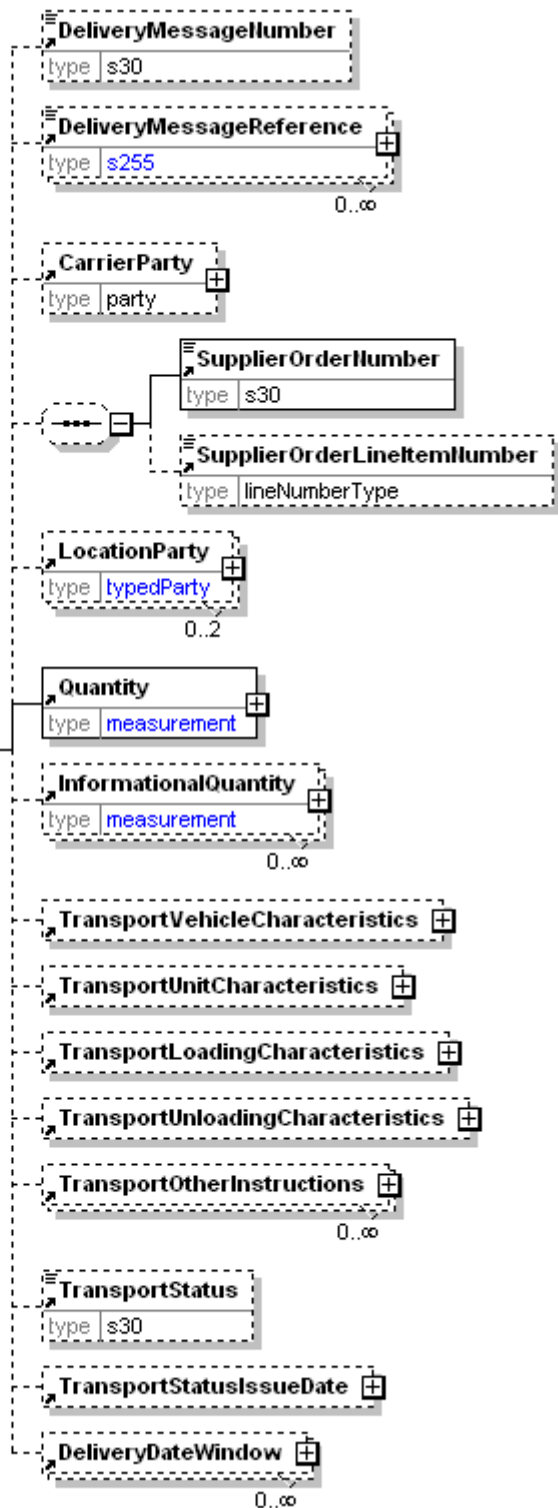 DeliveryMessageNumber
type s30
DeliveryMessageReference
type s255
0..∞
CarrierParty
type party
SupplierOrderNumber
type s30
SupplierOrderLineItemNumber
type lineNumberType
LocationParty
type typedParty
0..2
Quantity
type measurement
InformationalQuantity
type measurement
0..∞
TransportVehicleCharacteristics
TransportUnitCharacteristics
TransportLoadingCharacteristics
TransportUnloadingCharacteristics
TransportOtherInstructions
0..∞
TransportStatus
type s30
TransportStatusIssueDate
DeliveryDateWindow
0..∞